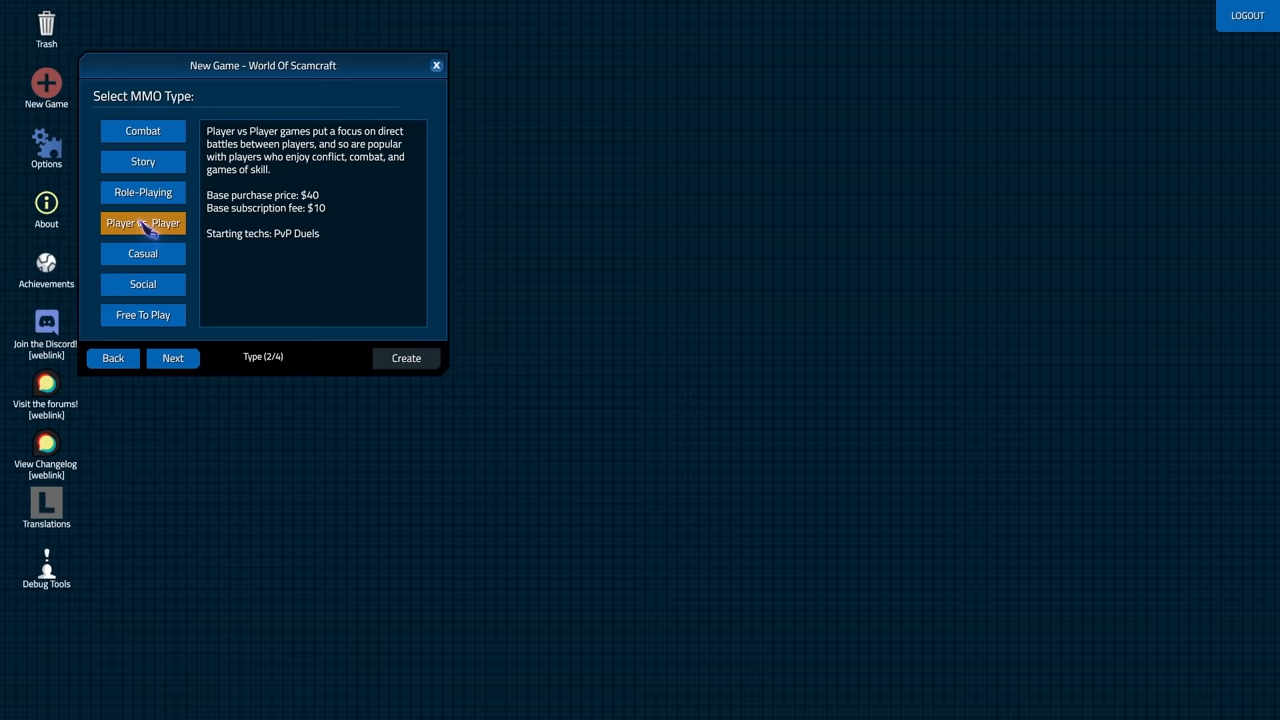 LOGOUT
Trash
New Game
Options
About
Achievements
Join the Discord!
[weblink]
Visit the forums!
[weblink]
View Changelog
[weblink]
L
Translations
Debug Tools
New Game - World Of Scamcraft
X
Select MMO Type:
Combat
Story
Role-Playing
Player vs. Player
Casual
Social
Free To Play
Player vs Player games put a focus on direct
battles between players, and so are popular
with players who enjoy conflict, combat, and
games of skill.
Base purchase price: $40
Base subscription fee: $10
Starting techs: PvP Duels
Back
Next
Type (2/4)
Create